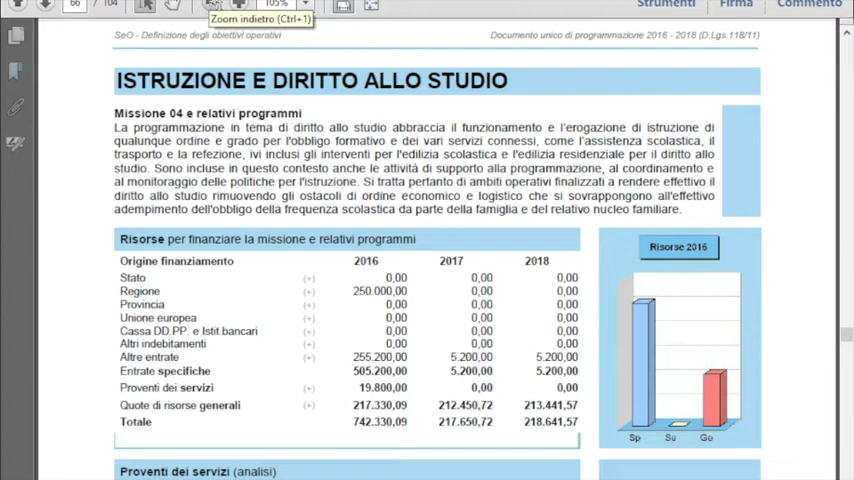 66 / 104
105%
Strumenti Firma Commento
Zoom indietro (Ctrl+1)
SeO - Definizione degli obiettivi operativi Documento unico di programmazione 2016 - 2018 (D.Lgs.118/11)
ISTRUZIONE E DIRITTO ALLO STUDIO
Missione 04 e relativi programmi
La programmazione in tema di diritto allo studio abbraccia il funzionamento e l'erogazione di istruzione di
qualunque ordine e grado per l'obbligo formativo e dei vari servizi connessi, come l'assistenza scolastica, il
trasporto e la refezione, ivi inclusi gli interventi per l'edilizia scolastica e l'edilizia residenziale per il diritto allo
studio. Sono incluse in questo contesto anche le attività di supporto alla programmazione, al coordinamento e
al monitoraggio delle politiche per l'istruzione. Si tratta pertanto di ambiti operativi finalizzati a rendere effettivo il
diritto allo studio rimuovendo gli ostacoli di ordine economico e logistico che si sovrappongono all'effettivo
adempimento dell'obbligo della frequenza scolastica da parte della famiglia e del relativo nucleo familiare.
Risorse per finanziare la missione e relativi programmi
Origine finanziamento 2016 2017 2018
Stato (+) 0,00 0,00 0,00
Regione (+) 250.000,00 0,00 0,00
Provincia (+) 0,00 0,00 0,00
Unione europea (+) 0,00 0,00 0,00
Cassa DD.PP. e Istit.bancari (+) 0,00 0,00 0,00
Altri indebitamenti (+) 0,00 0,00 0,00
Altre entrate (+) 255.200,00 5.200,00 5.200,00
Entrate specifiche 505.200,00 5.200,00 5.200,00
Proventi dei servizi (+) 19.800,00 0,00 0,00
Quote di risorse generali (+) 217.330,09 212.450,72 213.441,57
Totale 742.330,09 217.650,72 218.641,57
Risorse 2016
Sp Se Ge
Proventi dei servizi (analisi)